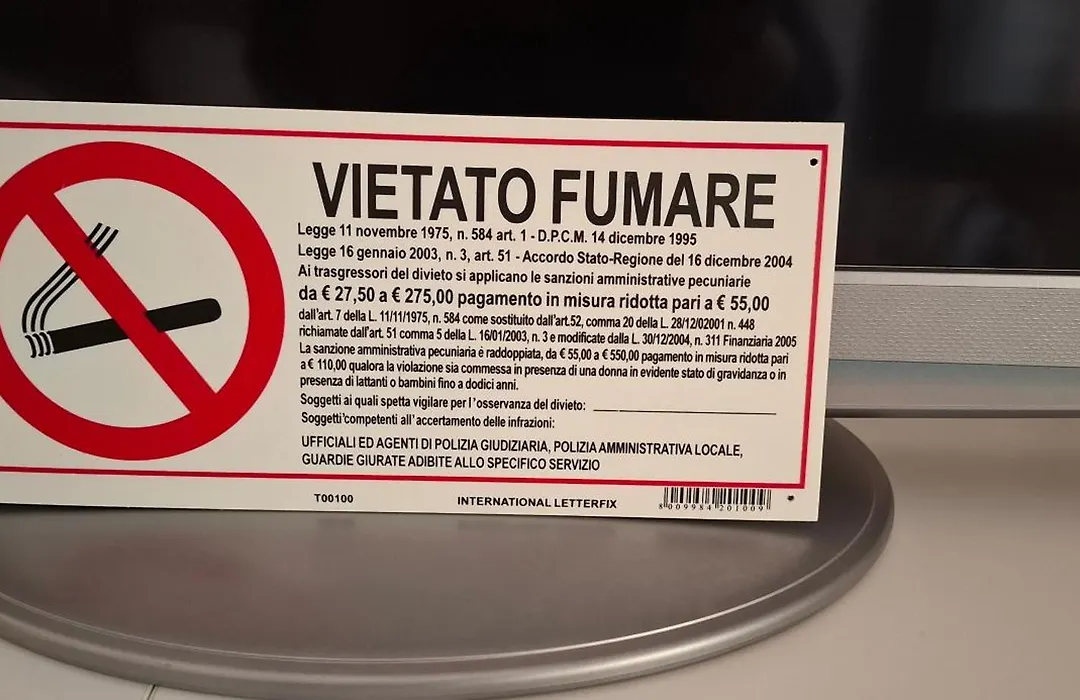 VIETATO FUMARE
Legge 11 novembre 1975, n. 584 art. 1 - D.P.C.M. 14 dicembre 1995
Legge 16 gennaio 2003, n. 3, art. 51 - Accordo Stato-Regione del 16 dicembre 2004
Ai trasgressori del divieto si applicano le sanzioni amministrative pecuniarie
da € 27,50 a € 275,00 pagamento in misura ridotta pari a € 55,00
dall'art. 7 della L. 11/11/1975, n. 584 come sostituito dall'art.52, comma 20 della L. 28/12/02001 n. 448
richiamate dall'art. 51 comma 5 della L. 16/01/2003, n. 3 e modificate dalla L. 30/12/2004, n. 311 Finanziaria 2005
La sanzione amministrativa pecuniaria è raddoppiata, da € 55,00 a € 550,00 pagamento in misura ridotta pari
a € 110,00 qualora la violazione sia commessa in presenza di una donna in evidente stato di gravidanza o in
presenza di lattanti o bambini fino a dodici anni.
Soggetti ai quali spetta vigilare per l'osservanza del divieto:
Soggetti'competenti all'accertamento delle infrazioni:
UFFICIALI ED AGENTI DI POLIZIA GIUDIZIARIA, POLIZIA AMMINISTRATIVA LOCALE,
GUARDIE GIURATE ADIBITE ALLO SPECIFICO SERVIZIO
T00100 INTERNATIONAL LETTERFIX
8 009984 201009